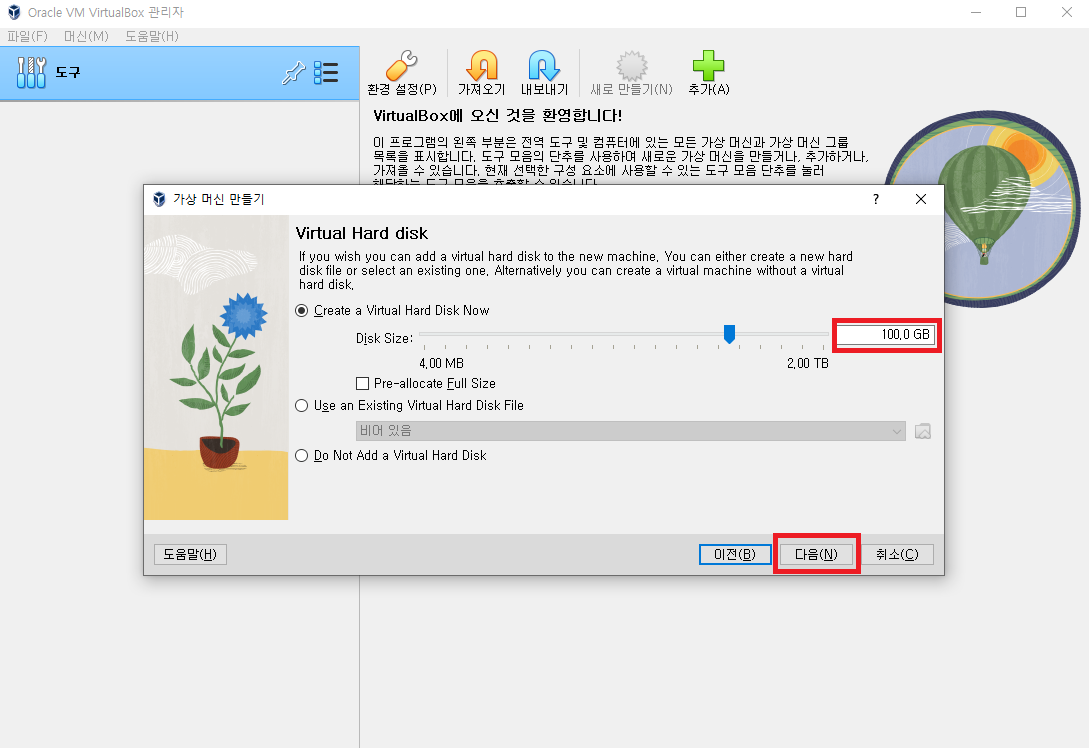 Oracle VM VirtualBox 관리자
파일(F) 머신(M) 도움말(H)
도구
환경 설정(P) 가져오기 내보내기 새로 만들기(N) 추가(A)
VirtualBox에 오신 것을 환영합니다!
이 프로그램의 왼쪽 부분은 전역 도구 및 컴퓨터에 있는 모든 가상 머신과 가상 머신 그룹
목록을 표시합니다. 도구 모음의 단추를 사용하여 새로운 가상 머신을 만들거나, 추가하거나,
가져올 수 있습니다. 현재 선택한 구성 요소에 사용할 수 있는 도구 모음 단추를 눌러
가상 머신 만들기
?
Virtual Hard disk
If you wish you can add a virtual hard disk to the new machine. You can either create a new hard
disk file or select an existing one. Alternatively you can create a virtual machine without a virtual
hard disk.
Create a Virtual Hard Disk Now
Disk Size:
100.0 GB
4.00 MB 2.00 TB
Pre-allocate Full Size
Use an Existing Virtual Hard Disk File
비어 있음
Do Not Add a Virtual Hard Disk
도움말(H) 이전(B) 다음(N) 취소(C)